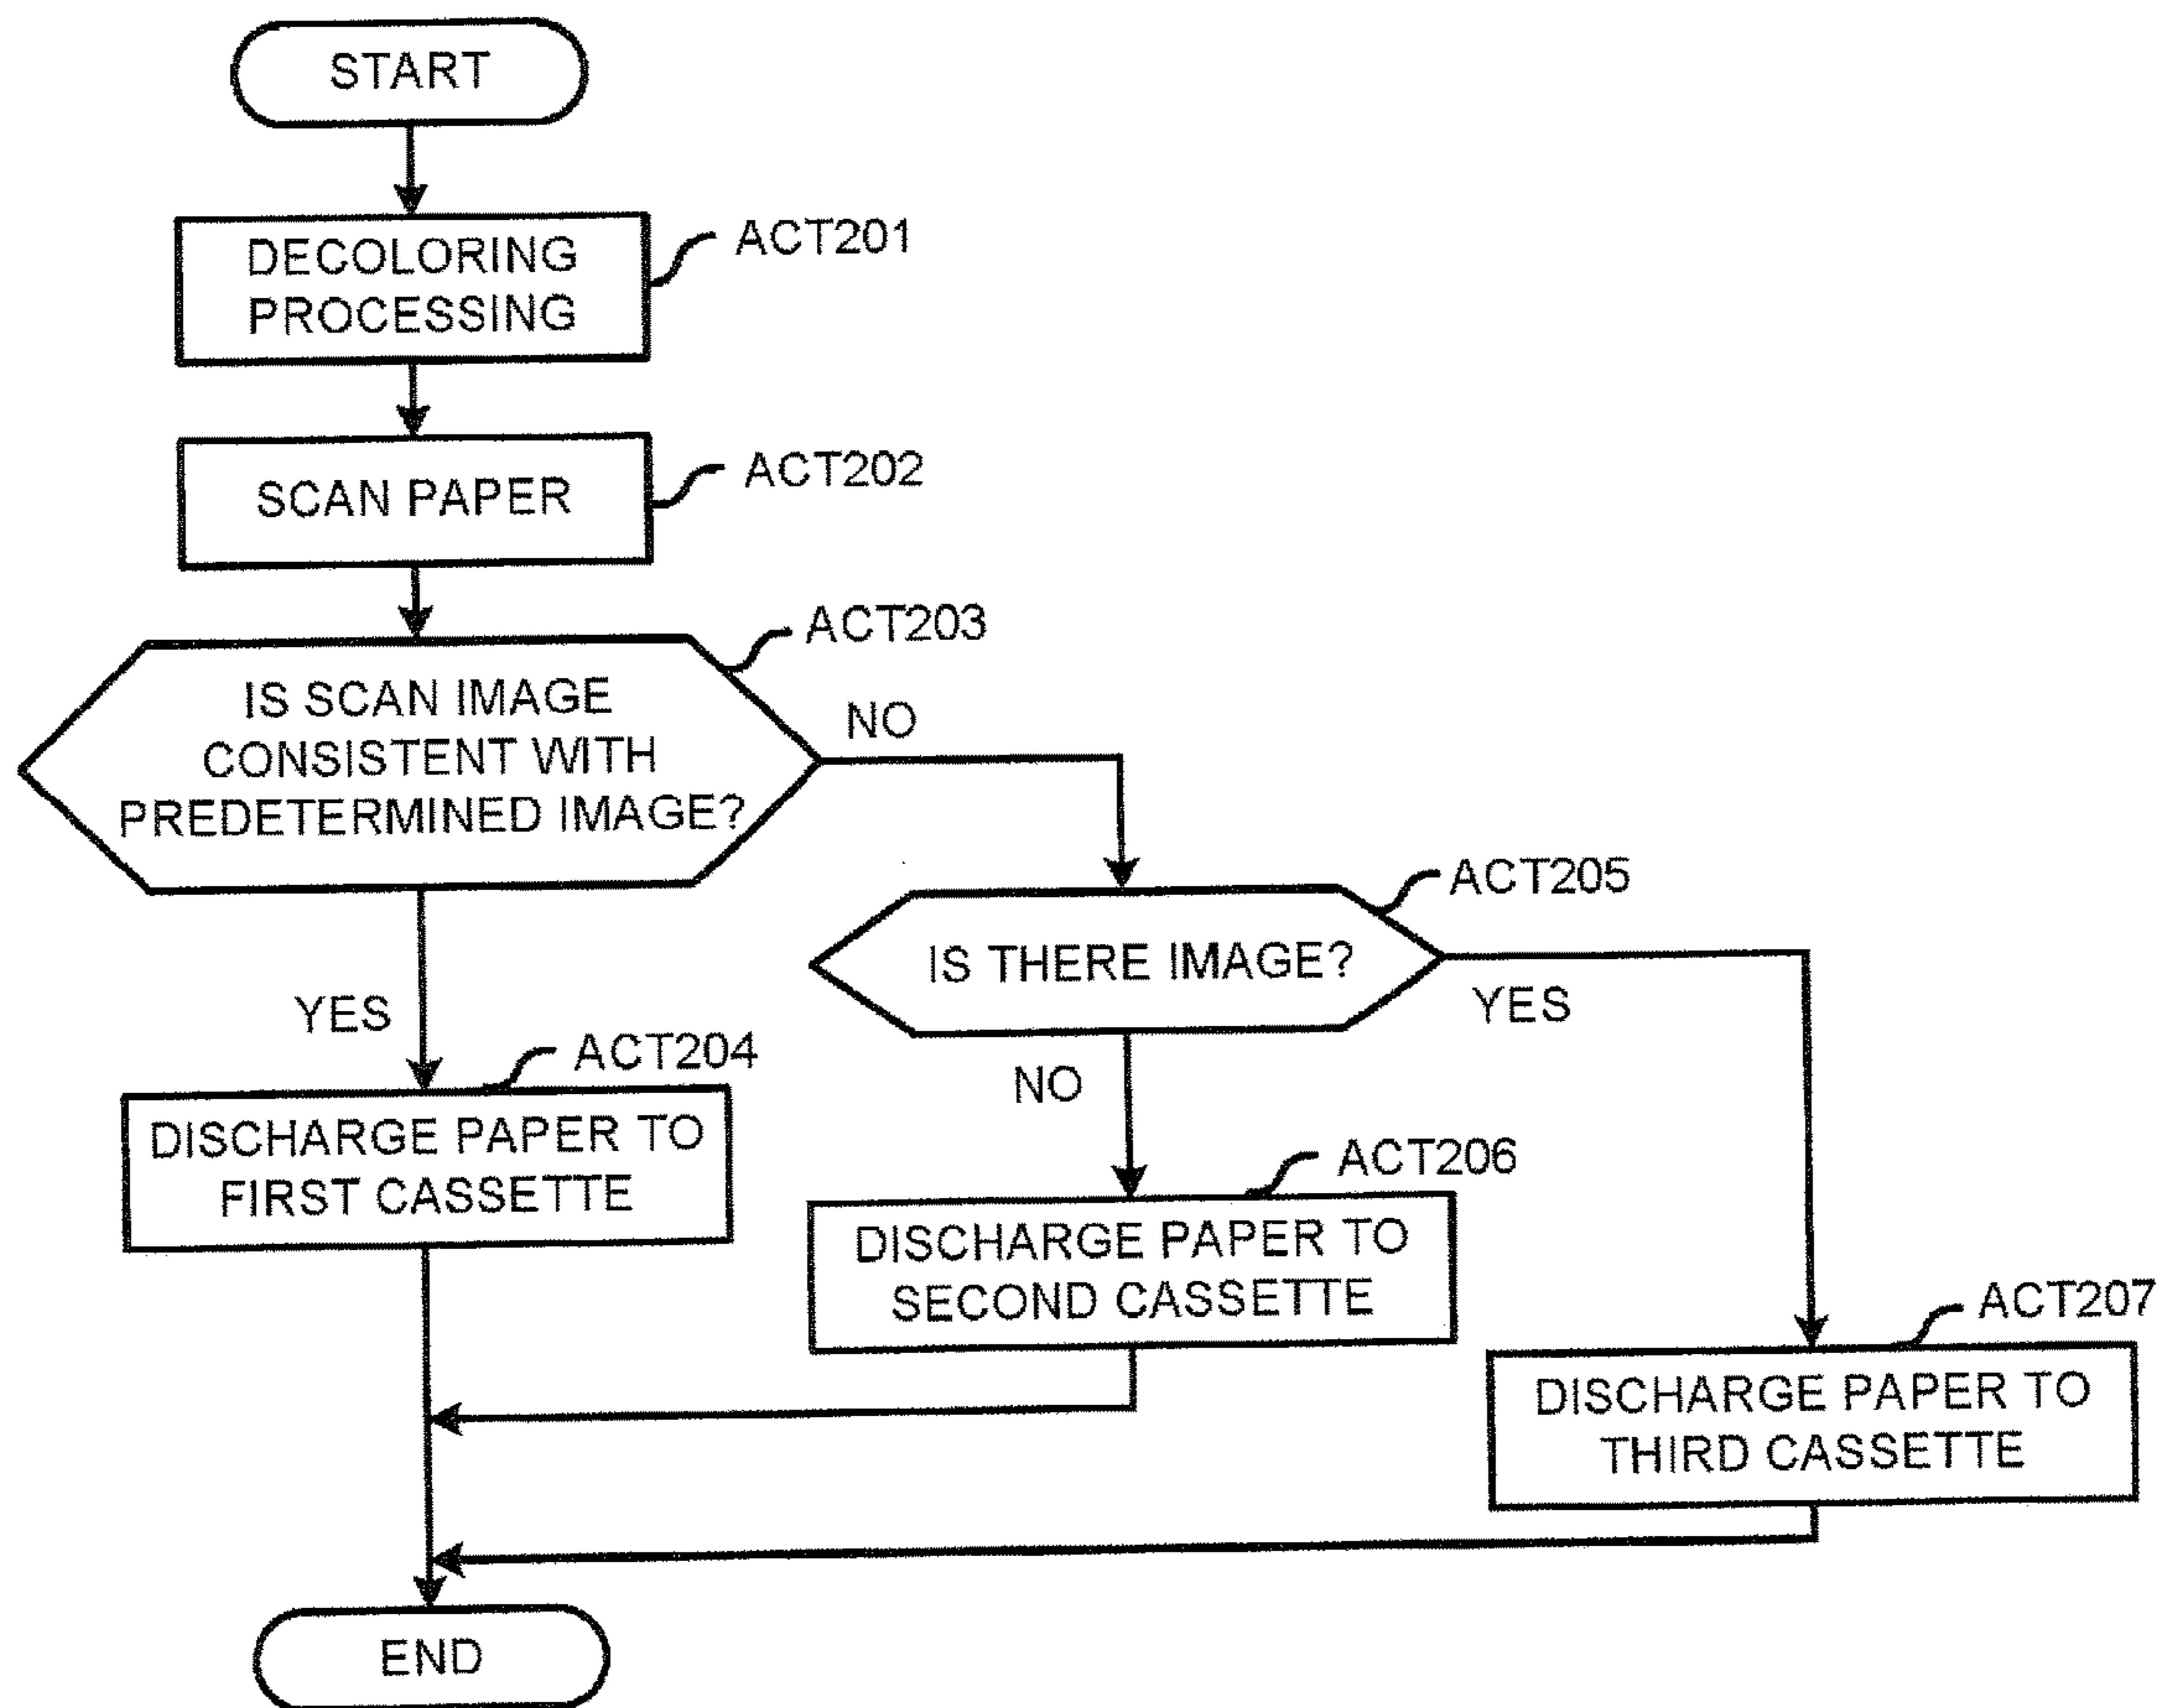 START
DECOLORING
PROCESSING
ACT201
SCAN PAPER
ACT202
ACT203
IS SCAN IMAGE
CONSISTENT WITH
PREDETERMINED IMAGE?
NO
YES
ACT205
IS THERE IMAGE?
YES
NO
ACT204
DISCHARGE PAPER TO
FIRST CASSETTE
ACT206
DISCHARGE PAPER TO
SECOND CASSETTE
ACT207
DISCHARGE PAPER TO
THIRD CASSETTE
END